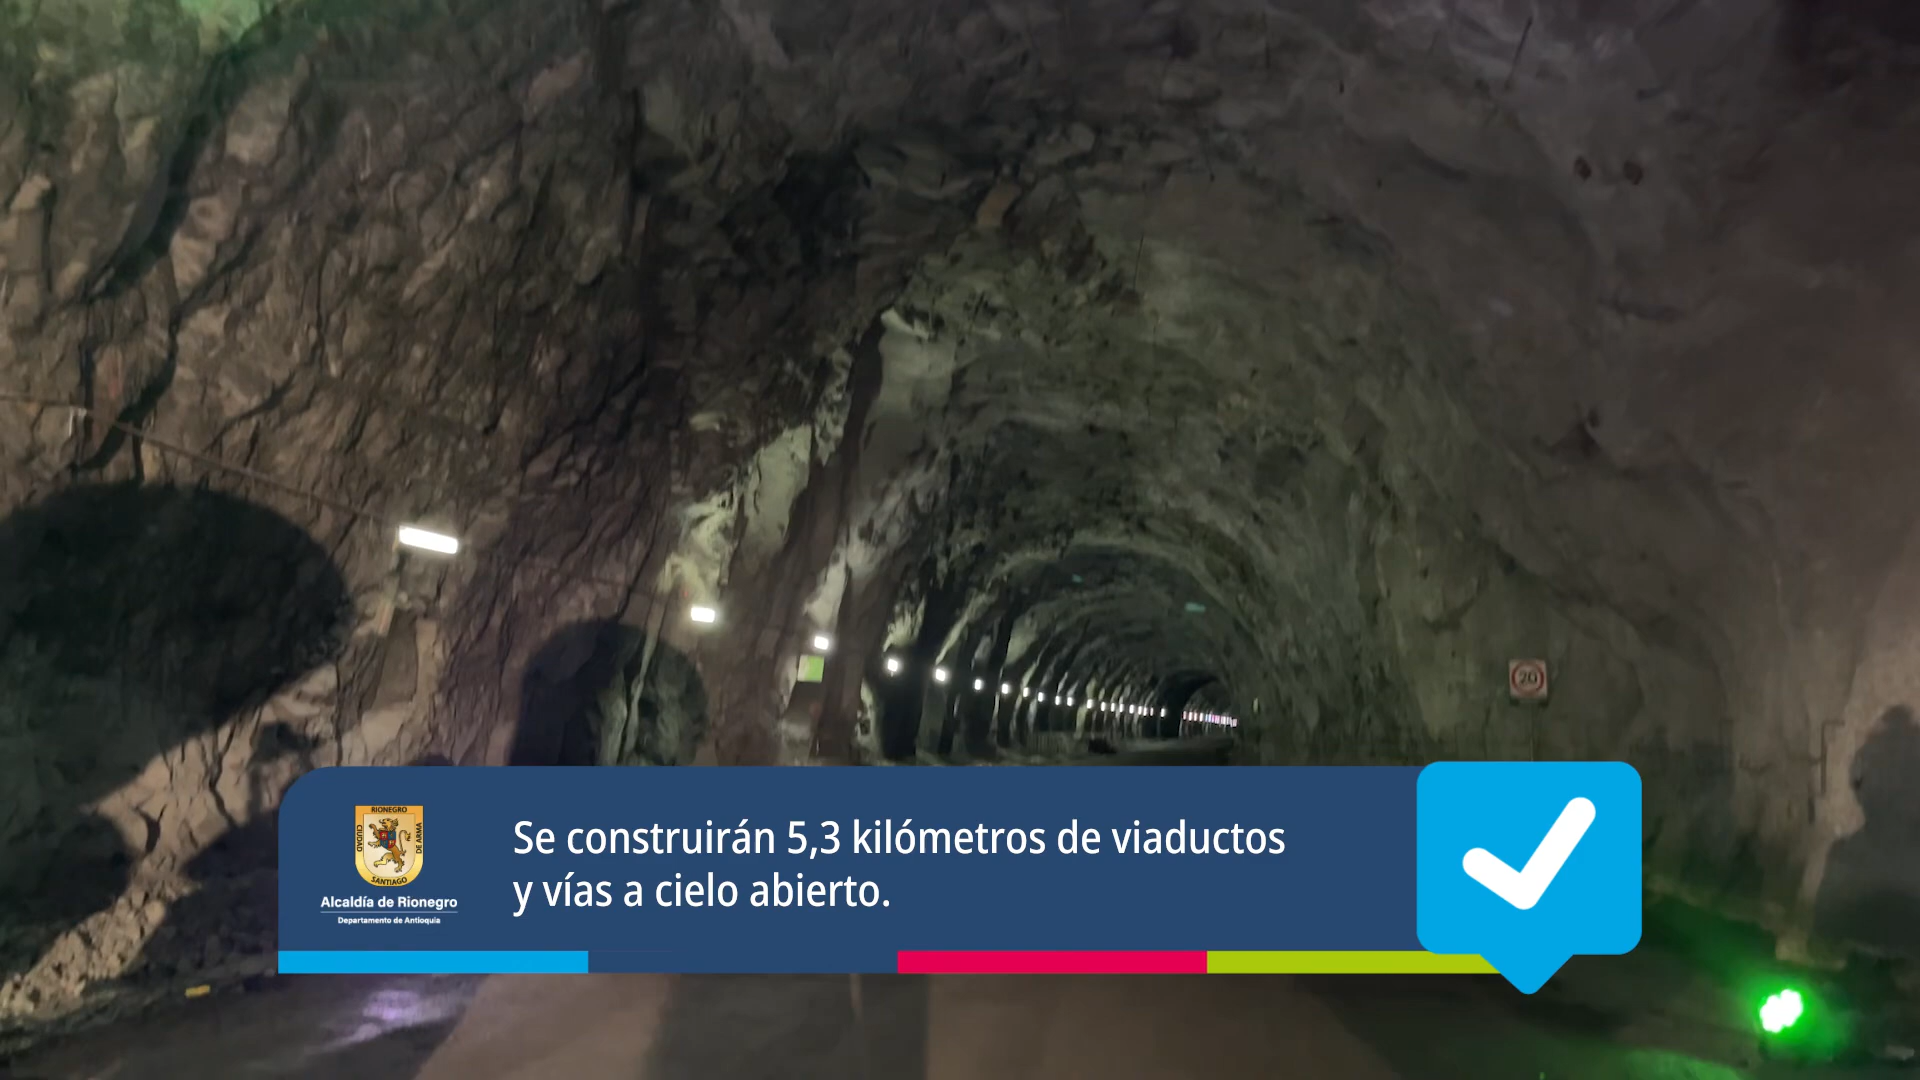 20
RIONEGRO
CIUDAD
DE ARMA
SANTIAGO
Alcaldía de Rionegro
Departamento de Antioquia
Se construirán 5,3 kilómetros de viaductos
y vías a cielo abierto.